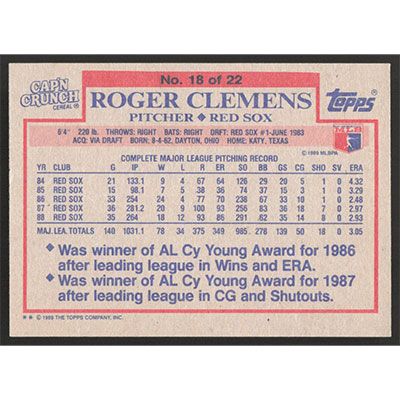 CAP'N CRUNCH CEREAL®
No. 18 of 22
ROGER CLEMENS
topps®
PITCHER ◆ RED SOX
6'4" 220 lb. THROWS: RIGHT BATS: RIGHT DRFT: RED SOX #1-JUNE 1983
ACQ: VIA DRAFT BORN: 8-4-62, DAYTON, OHIO HOME: KATY, TEXAS
© 1989 MLBPA
COMPLETE MAJOR LEAGUE PITCHING RECORD
YR CLUB G IP W L R ER SO BB GS CG SHO SV ERA
84 RED SOX 21 133.1 9 4 67 64 126 29 20 5 1 0 4.32
85 RED SOX 15 98.1 7 5 38 36 74 37 15 3 1 0 3.29
86 RED SOX 33 254 24 4 77 70 238 67 33 10 1 0 2.48
87 RED SOX 36 281.2 20 9 100 93 256 83 36 18 7 0 2.97
88 RED SOX 35 264 18 12 93 86 291 62 35 14 8 0 2.93
MAJ. LEA. TOTALS 140 1031.1 78 34 375 349 985 278 139 50 18 0 3.05
◆ Was winner of AL Cy Young Award for 1986
after leading league in Wins and ERA.
◆ Was winner of AL Cy Young Award for 1987
after leading league in CG and Shutouts.
** © 1989 THE TOPPS COMPANY, INC.